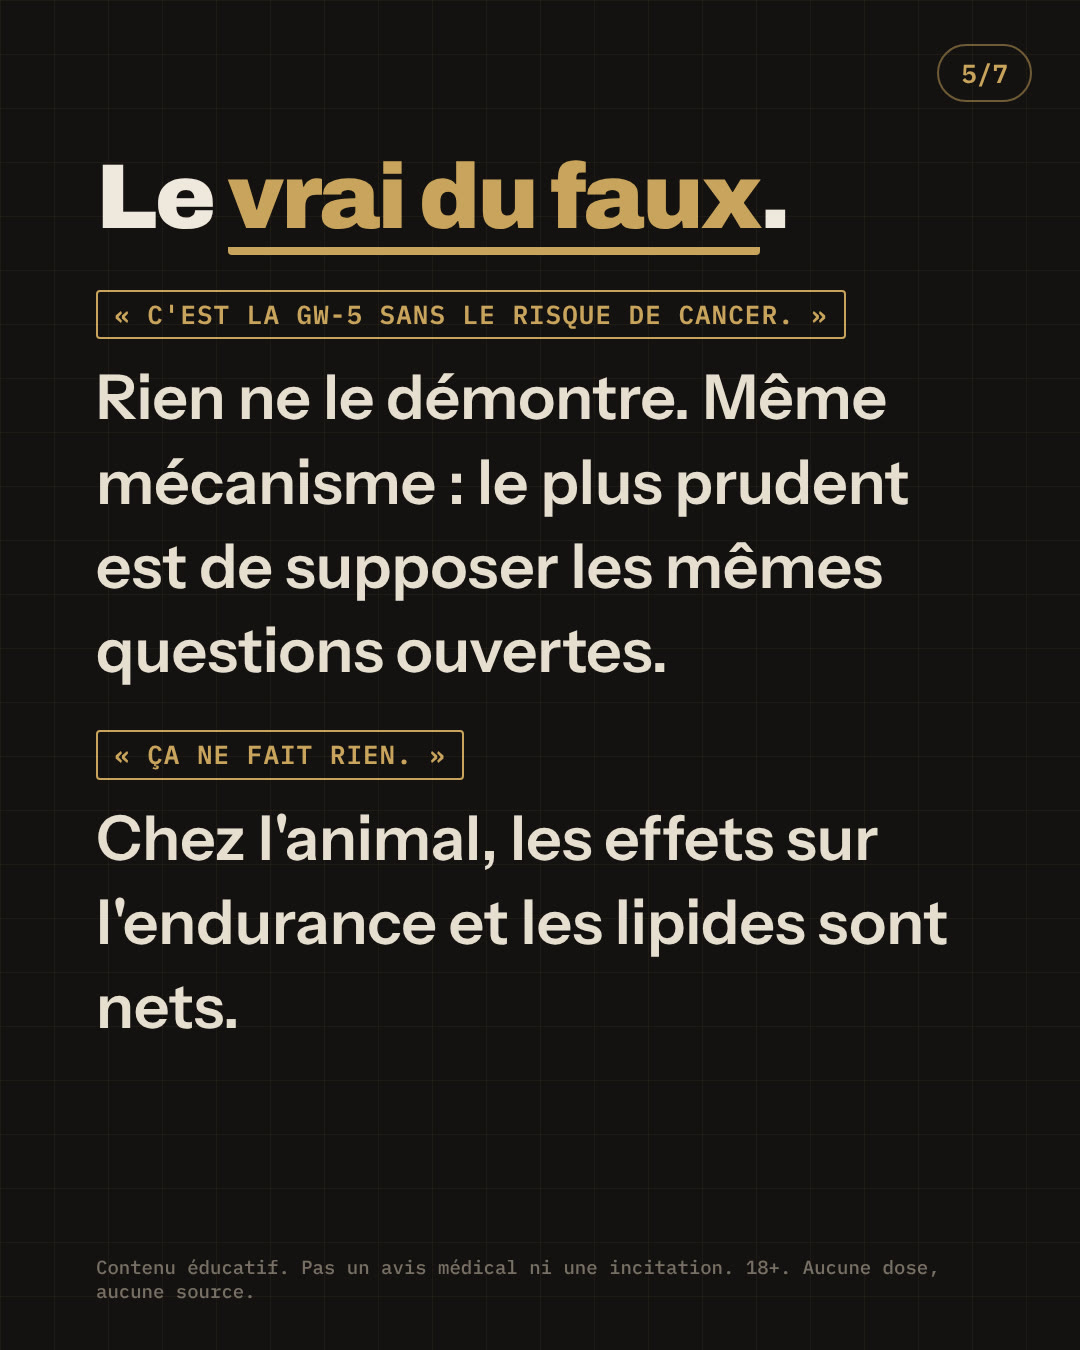 5/7
Le vrai du faux.
« C'EST LA GW-5 SANS LE RISQUE DE CANCER. »
Rien ne le démontre. Même
mécanisme : le plus prudent
est de supposer les mêmes
questions ouvertes.
« ÇA NE FAIT RIEN. »
Chez l'animal, les effets sur
l'endurance et les lipides sont
nets.
Contenu éducatif. Pas un avis médical ni une incitation. 18+. Aucune dose,
aucune source.